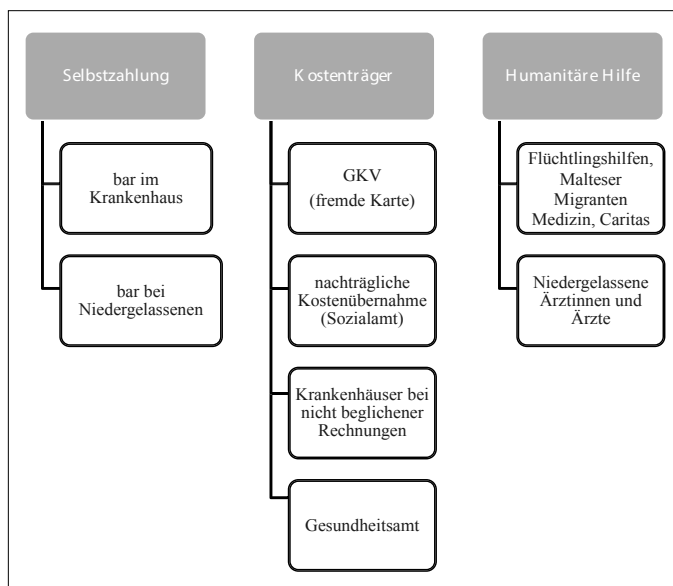 Selbstzahlung
bar im
Krankenhaus
bar bei
Niedergelassenen
Kostenträger
GKV
(fremde Karte)
nachträgliche
Kostenübernahme
(Sozialamt)
Krankenhäuser bei
nicht beglichener
Rechnungen
Gesundheitsamt
Humanitäre Hilfe
Flüchtlingshilfen,
Malteser
Migranten
Medizin, Caritas
Niedergelassene
Ärztinnen und
Ärzte